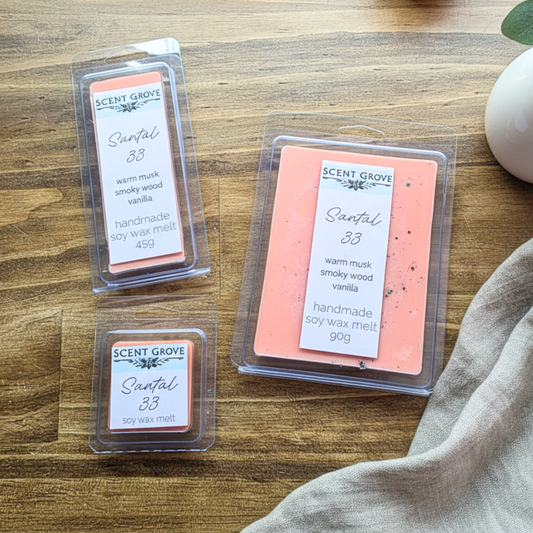 SCENT GROVE
Santal
33
warm musk
smoky wood
vanilla
handmade
soy wax melt
45g
SCENT GROVE
Santal
33
warm musk
smoky wood
vanilla
handmade
soy wax melt
90g
SCENT GROVE
Santal
33
soy wax melt